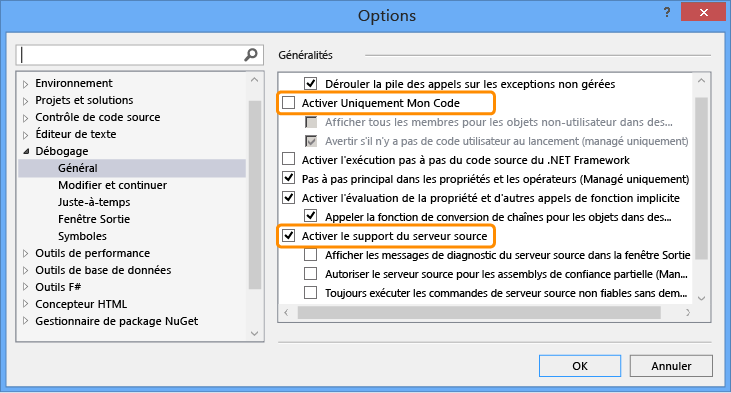 Options
?
Généralités
Environnement
Projets et solutions
Contrôle de code source
Éditeur de texte
Débogage
Général
Modifier et continuer
Juste-à-temps
Fenêtre Sortie
Symboles
Outils de performance
Outils de base de données
Outils F#
Concepteur HTML
Gestionnaire de package NuGet
Dérouler la pile des appels sur les exceptions non gérées
Activer Uniquement Mon Code
Afficher tous les membres pour les objets non-utilisateur dans des...
Avertir s'il n'y a pas de code utilisateur au lancement (managé uniquement)
Activer l'exécution pas à pas du code source du .NET Framework
Pas à pas principal dans les propriétés et les opérateurs (Managé uniquement)
Activer l'évaluation de la propriété et d'autres appels de fonction implicite
Appeler la fonction de conversion de chaînes pour les objets dans des...
Activer le support du serveur source
Afficher les messages de diagnostic du serveur source dans la fenêtre Sortie
Autoriser le serveur source pour les assemblys de confiance partielle (Man...
Toujours exécuter les commandes de serveur source non fiables sans dem...
OK
Annuler